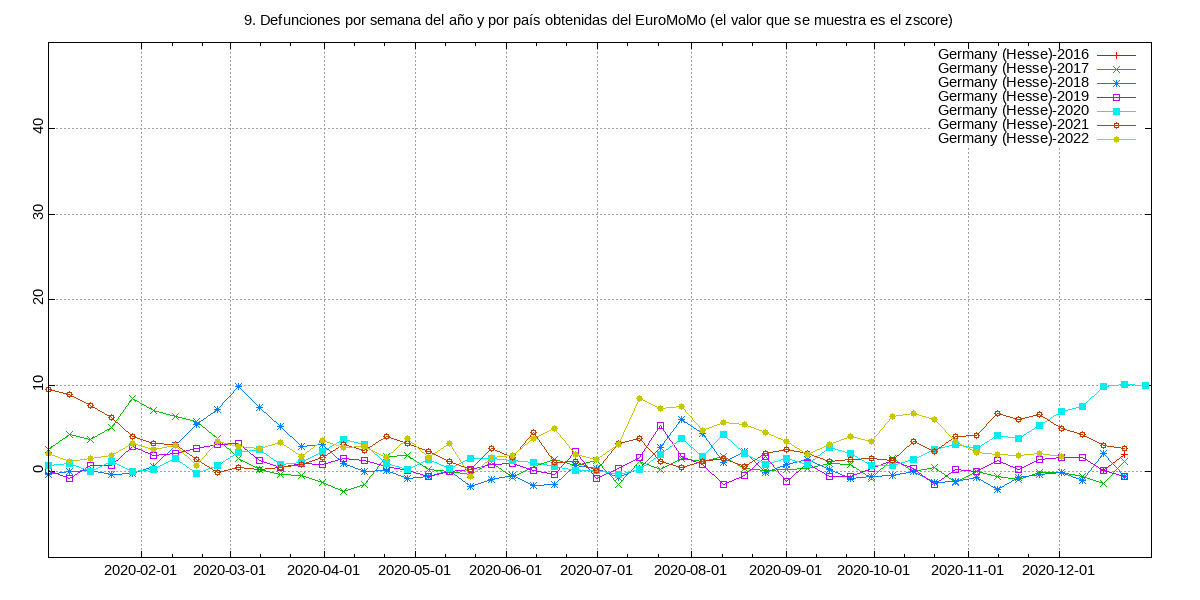 9. Defunciones por semana del año y por país obtenidas del EuroMoMo (el valor que se muestra es el zscore)
Germany (Hesse)-2016
Germany (Hesse)-2017
Germany (Hesse)-2018
Germany (Hesse)-2019
Germany (Hesse)-2020
Germany (Hesse)-2021
Germany (Hesse)-2022
40
30
20
10
0
2020-02-01 2020-03-01 2020-04-01 2020-05-01 2020-06-01 2020-07-01 2020-08-01 2020-09-01 2020-10-01 2020-11-01 2020-12-01